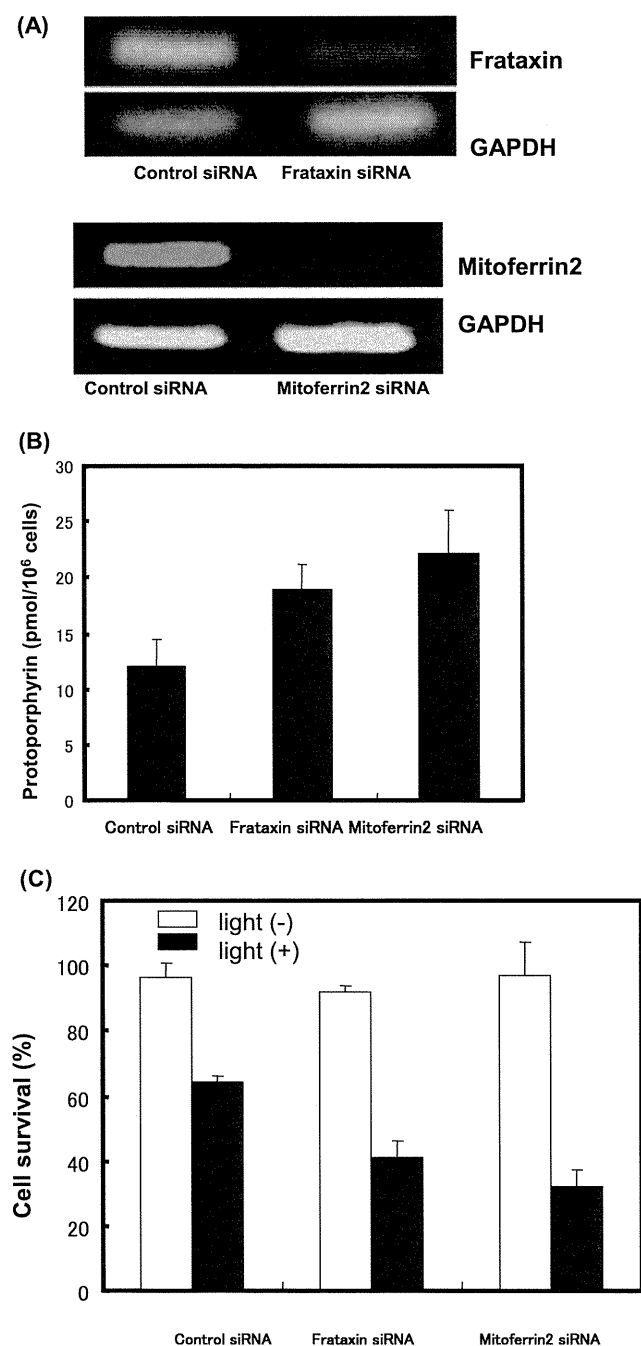 (A)
Frataxin
GAPDH
Control siRNA Frataxin siRNA
Mitoferrin2
GAPDH
Control siRNA Mitoferrin2 siRNA
(B)
Protoporphyrin (pmol/10⁶ cells)
30
25
20
15
10
5
0
Control siRNA Frataxin siRNA Mitoferrin2 siRNA
(C)
Cell survival (%)
120
100
80
60
40
20
0
light (-)
light (+)
Control siRNA Frataxin siRNA Mitoferrin2 siRNA